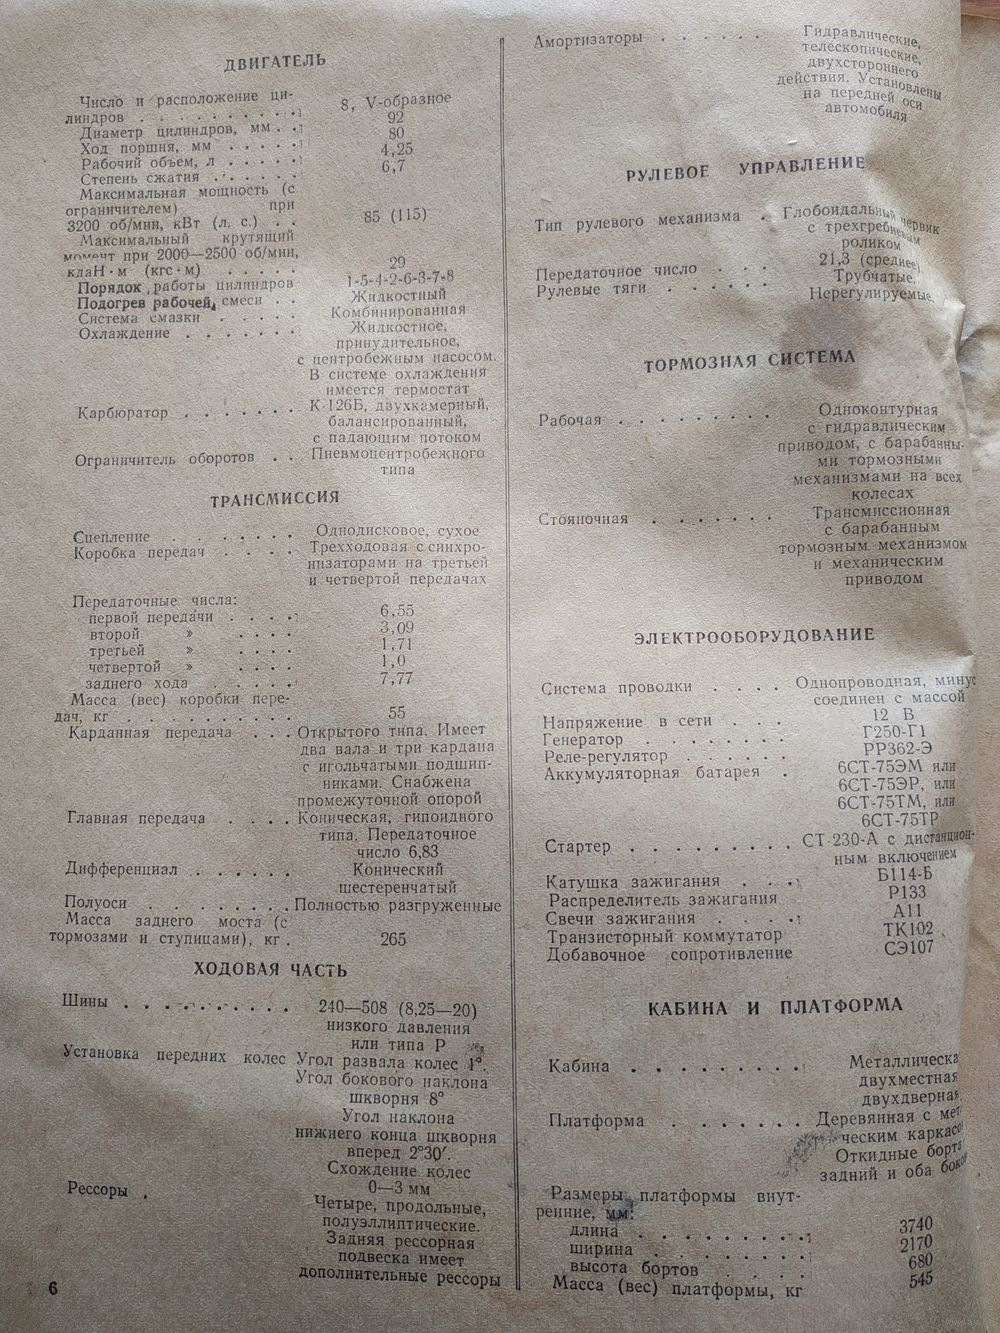 ДВИГАТЕЛЬ
Число и расположение ци-
линдров . . . . . . . . . . 8, V-образное
Диаметр цилиндров, мм . . 92
Ход поршня, мм . . . . . 80
Рабочий объем, л . . . . . 4,25
Степень сжатия . . . . . 6,7
Максимальная мощность (с
ограничителем) при
3200 об/мин, кВт (л. с.) . . 85 (115)
Максимальный крутящий
момент при 2000—2500 об/мин,
кдаН·м (кгс·м) . . . . . 29
Порядок работы цилиндров 1-5-4-2-6-3-7-8
Подогрев рабочей смеси . . Жидкостный
Система смазки . . . . . Комбинированная
Охлаждение . . . . . . . Жидкостное,
принудительное,
с центробежным насосом.
В системе охлаждения
имеется термостат
Карбюратор . . . . . . . К-126Б, двухкамерный,
балансированный,
с падающим потоком
Ограничитель оборотов . . Пневмоцентробежного
типа
ТРАНСМИССИЯ
Сцепление . . . . . . . Однодисковое, сухое
Коробка передач . . . . Трехходовая с синхро-
низаторами на третьей
и четвертой передачах
Передаточные числа:
первой передачи . . . . 6,55
второй » . . . . 3,09
третьей » . . . . 1,71
четвертой » . . . . 1,0
заднего хода . . . . . 7,77
Масса (вес) коробки пере-
дач, кг . . . . . . . . . . 55
Карданная передача . . . Открытого типа. Имеет
два вала и три кардана
с игольчатыми подшип-
никами. Снабжена
промежуточной опорой
Главная передача . . . . Коническая, гипоидного
типа. Передаточное
число 6,83
Дифференциал . . . . . . Конический
шестеренчатый
Полуоси . . . . . . . . Полностью разгруженные
Масса заднего моста (с
тормозами и ступицами), кг . 265
ХОДОВАЯ ЧАСТЬ
Шины . . . . . . . . . . 240—508 (8,25—20)
низкого давления
или типа Р
Установка передних колес Угол развала колес 1°.
Угол бокового наклона
шкворня 8°
Угол наклона
нижнего конца шкворня
вперед 2°30′.
Схождение колес
0—3 мм
Рессоры . Четыре, продольные,
полуэллиптические.
Задняя рессорная
подвеска имеет
дополнительные рессоры
6
Амортизаторы . . . . . . Гидравлические,
телескопические,
двухстороннего
действия. Установлены
на передней оси
автомобиля
РУЛЕВОЕ УПРАВЛЕНИЕ
Тип рулевого механизма . Глобоидальный червик
с трехгребневым
роликом
Передаточное число . . . 21,3 (среднее)
Рулевые тяги . . . . . . Трубчатые.
Нерегулируемые
ТОРМОЗНАЯ СИСТЕМА
Рабочая . . . . . . . . Одноконтурная
с гидравлическим
приводом, с барабанны-
ми тормозными
механизмами на всех
колесах
Стояночная . . . . . . . Трансмиссионная
с барабанным
тормозным механизмом
и механическим
приводом
ЭЛЕКТРООБОРУДОВАНИЕ
Система проводки . . . . Однопроводная, минус
соединен с массой
Напряжение в сети . . . 12 В
Генератор . . . . . . . Г250-Г1
Реле-регулятор . . . . . РР362-Э
Аккумуляторная батарея . 6СТ-75ЭМ или
6СТ-75ЭР, или
6СТ-75ТМ, или
6СТ-75ТР
Стартер . . . . . . . . СТ-230-А с дистанцион-
ным включением
Катушка зажигания . . . Б114-Б
Распределитель зажигания Р133
Свечи зажигания . . . . А11
Транзисторный коммутатор ТК102
Добавочное сопротивление СЭ107
КАБИНА И ПЛАТФОРМА
Кабина . . . . . . . . Металлическа
двухместная
двухдверная
Платформа . . . . . . . Деревянная с мет
ческим каркасо
Откидные борта
задний и оба боков
Размеры платформы внут-
ренние, мм:
длина . . . . . . . . . 3740
ширина . . . . . . . . 2170
высота бортов . . . . . 680
Масса (вес) платформы, кг 545